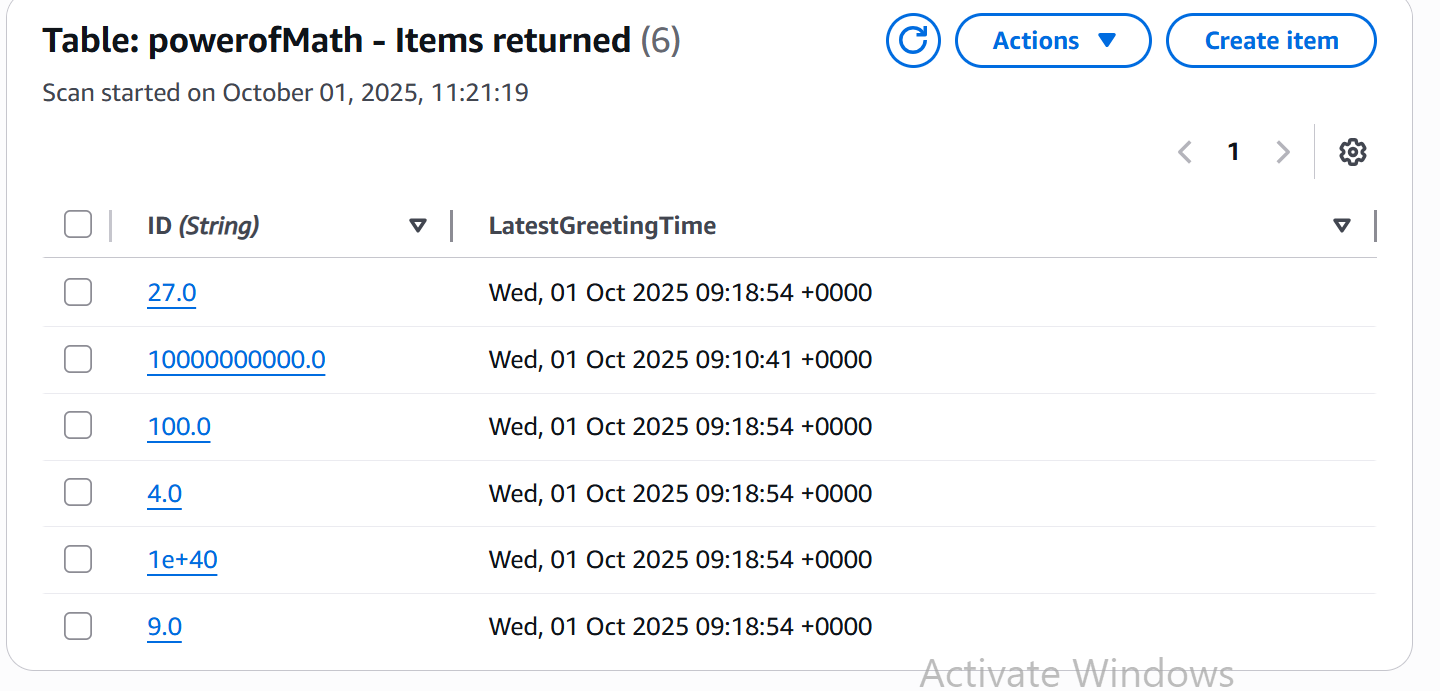 Table: powerofMath - Items returned (6)
Actions
Create item
Scan started on October 01, 2025, 11:21:19
1
ID (String) LatestGreetingTime
27.0 Wed, 01 Oct 2025 09:18:54 +0000
10000000000.0 Wed, 01 Oct 2025 09:10:41 +0000
100.0 Wed, 01 Oct 2025 09:18:54 +0000
4.0 Wed, 01 Oct 2025 09:18:54 +0000
1e+40 Wed, 01 Oct 2025 09:18:54 +0000
9.0 Wed, 01 Oct 2025 09:18:54 +0000
Activate Windows